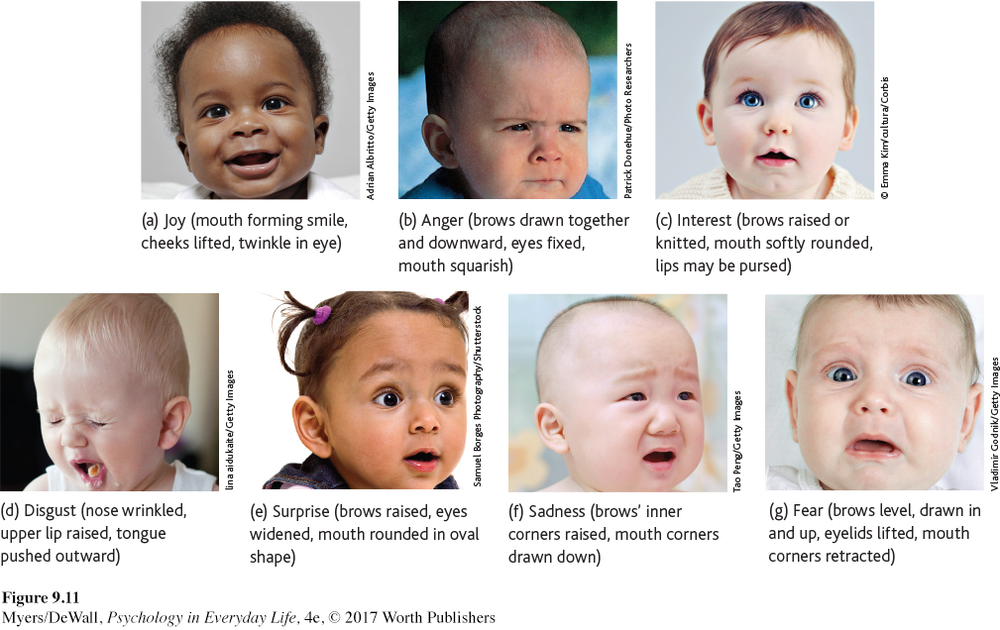 Adrian Albritto/Getty Images
Patrick Donehue/Photo Researchers
© Emma Kim/cultura/Corbis
(a) Joy (mouth forming smile,
cheeks lifted, twinkle in eye)
(b) Anger (brows drawn together
and downward, eyes fixed,
mouth squarish)
(c) Interest (brows raised or
knitted, mouth softly rounded,
lips may be pursed)
lina aidukaite/Getty Images
Samuel Borges Photography/Shutterstock
Tao Peng/Getty Images
Vladimir Godnik/Getty Images
(d) Disgust (nose wrinkled,
upper lip raised, tongue
pushed outward)
(e) Surprise (brows raised, eyes
widened, mouth rounded in oval
shape)
(f) Sadness (brows’ inner
corners raised, mouth corners
drawn down)
(g) Fear (brows level, drawn in
and up, eyelids lifted, mouth
corners retracted)
Figure 9.11
Myers/DeWall, Psychology in Everyday Life, 4e, © 2017 Worth Publishers